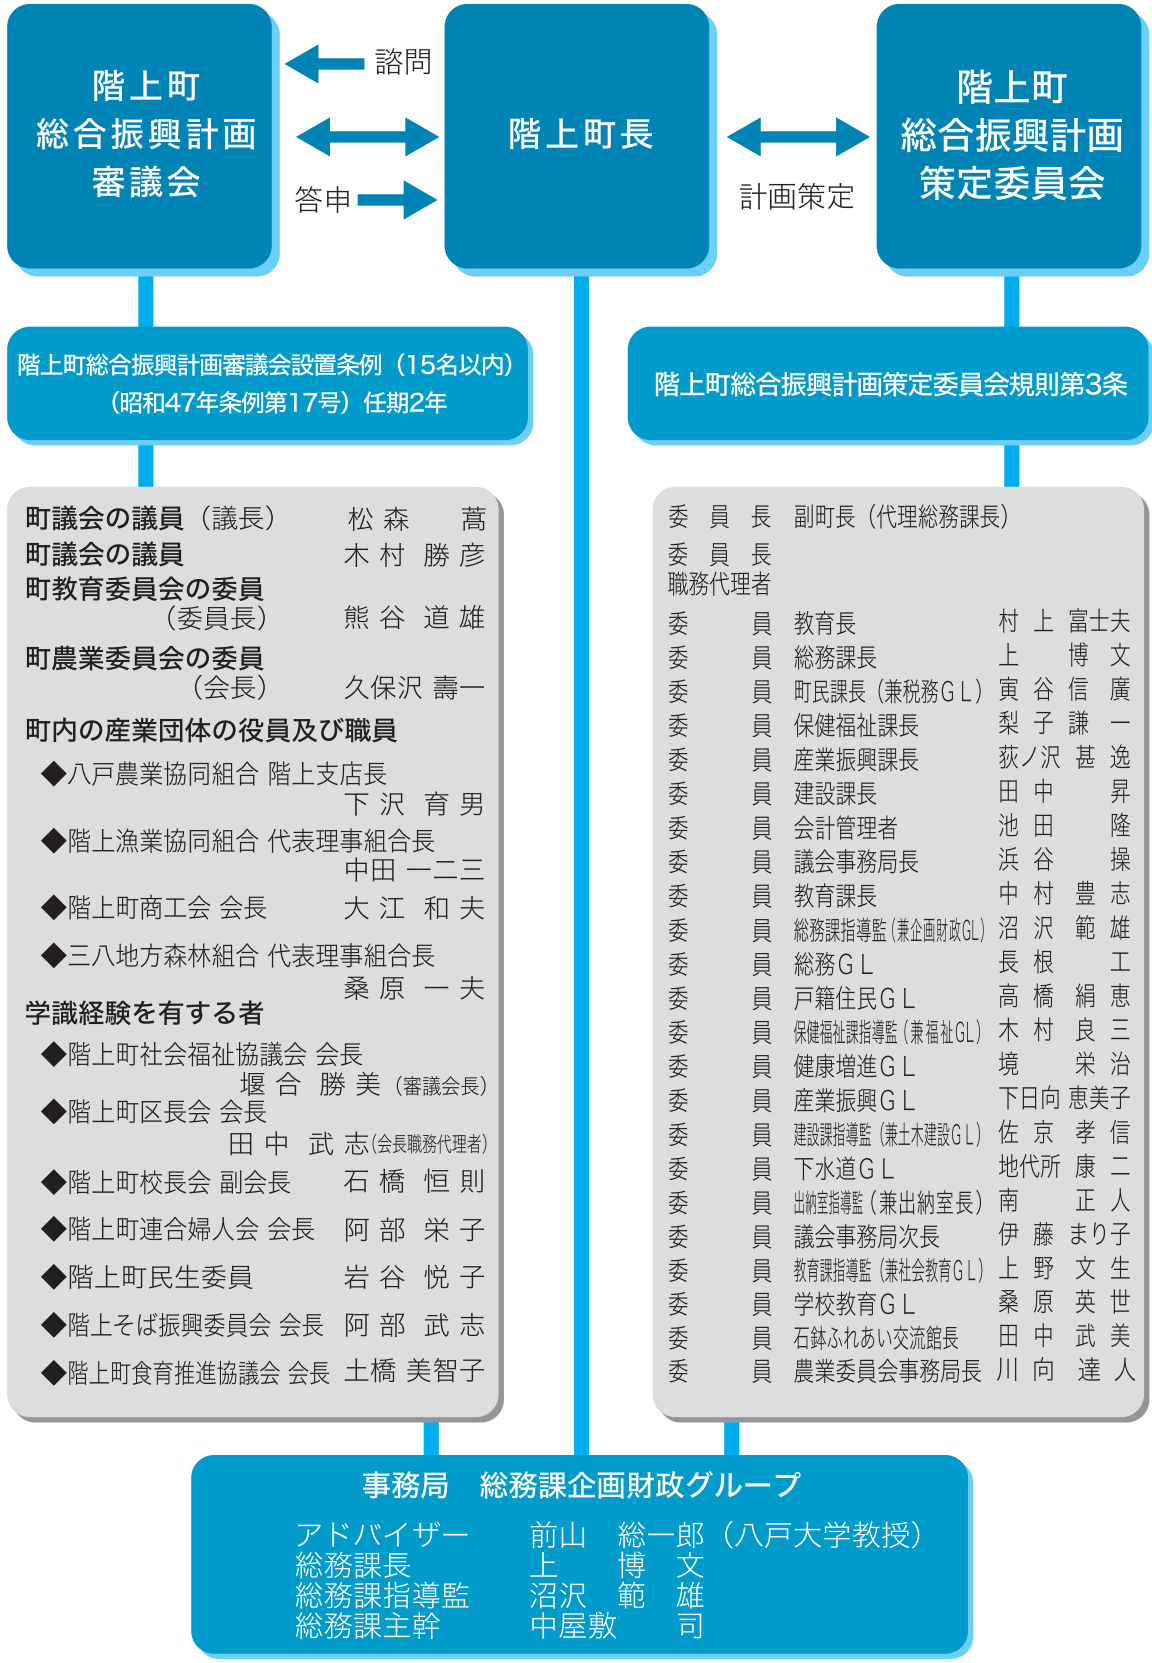 階上町
総合振興計画
審議会
諮問
答申
階上町長
計画策定
階上町
総合振興計画
策定委員会
階上町総合振興計画審議会設置条例（15名以内）
（昭和47年条例第17号）任期2年
階上町総合振興計画策定委員会規則第3条
町議会の議員（議長） 松森 蒿
町議会の議員 木村 勝彦
町教育委員会の委員
（委員長） 熊谷 道雄
町農業委員会の委員
（会長） 久保沢 壽一
町内の産業団体の役員及び職員
◆八戸農業協同組合 階上支店長
下沢 育男
◆階上漁業協同組合 代表理事組合長
中田 一二三
◆階上町商工会 会長 大江 和夫
◆三八地方森林組合 代表理事組合長
桑原 一夫
学識経験を有する者
◆階上町社会福祉協議会 会長
堰合 勝美（審議会長）
◆階上町区長会 会長
田中 武志（会長職務代理者）
◆階上町校長会 副会長 石橋 恒則
◆階上町連合婦人会 会長 阿部 栄子
◆階上町民生委員 岩谷 悦子
◆階上そば振興委員会 会長 阿部 武志
◆階上町食育推進協議会 会長 土橋 美智子
委員長 副町長（代理総務課長）
委員長
職務代理者
委員 教育長 村上 富士夫
委員 総務課長 上 博文
委員 町民課長（兼税務GL） 寅谷 信廣
委員 保健福祉課長 梨子 謙一
委員 産業振興課長 荻ノ沢 甚逸
委員 建設課長 田中 昇
委員 会計管理者 池田 隆
委員 議会事務局長 浜谷 操
委員 教育課長 中村 豊志
委員 総務課指導監（兼企画財政GL） 沼沢 範雄
委員 総務GL 長根 工
委員 戸籍住民GL 高橋 絹恵
委員 保健福祉課指導監（兼福祉GL） 木村 良三
委員 健康増進GL 境 栄治
委員 産業振興GL 下日向 恵美子
委員 建設課指導監（兼土木建設GL） 佐京 孝信
委員 下水道GL 地代所 康二
委員 出納室指導監（兼出納室長） 南 正人
委員 議会事務局次長 伊藤 まり子
委員 教育課指導監（兼社会教育GL） 上野 文生
委員 学校教育GL 桑原 英世
委員 石鉢ふれあい交流館長 田中 武美
委員 農業委員会事務局長 川向 達人
事務局 総務課企画財政グループ
アドバイザー 前山 総一郎（八戸大学教授）
総務課長 上 博文
総務課指導監 沼沢 範雄
総務課主幹 中屋敷 司